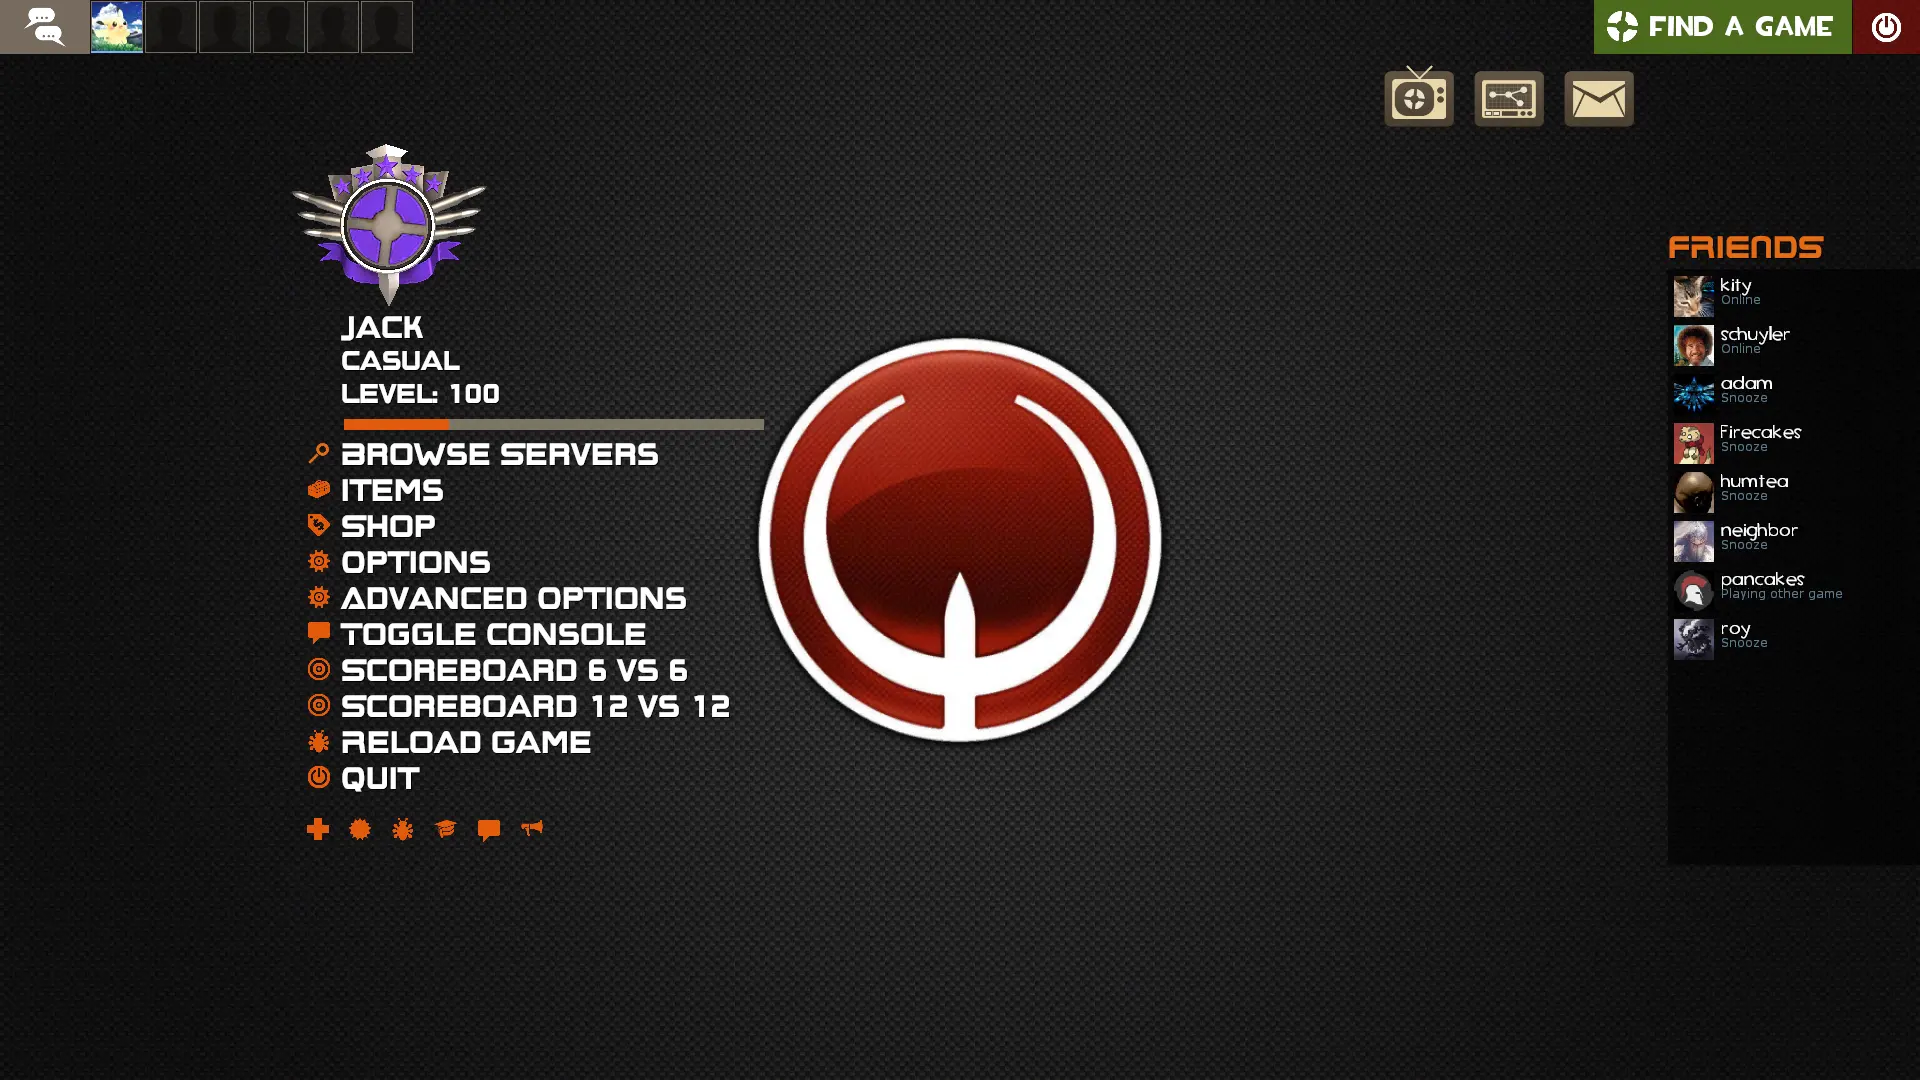 FIND A GAME
JACK
CASUAL
LEVEL: 100
BROWSE SERVERS
ITEMS
SHOP
OPTIONS
ADVANCED OPTIONS
TOGGLE CONSOLE
SCOREBOARD 6 VS 6
SCOREBOARD 12 VS 12
RELOAD GAME
QUIT
FRIENDS
kity
Online
schuyler
Online
adam
Snooze
Firecakes
Snooze
humtea
Snooze
neighbor
Snooze
pancakes
Playing other game
roy
Snooze